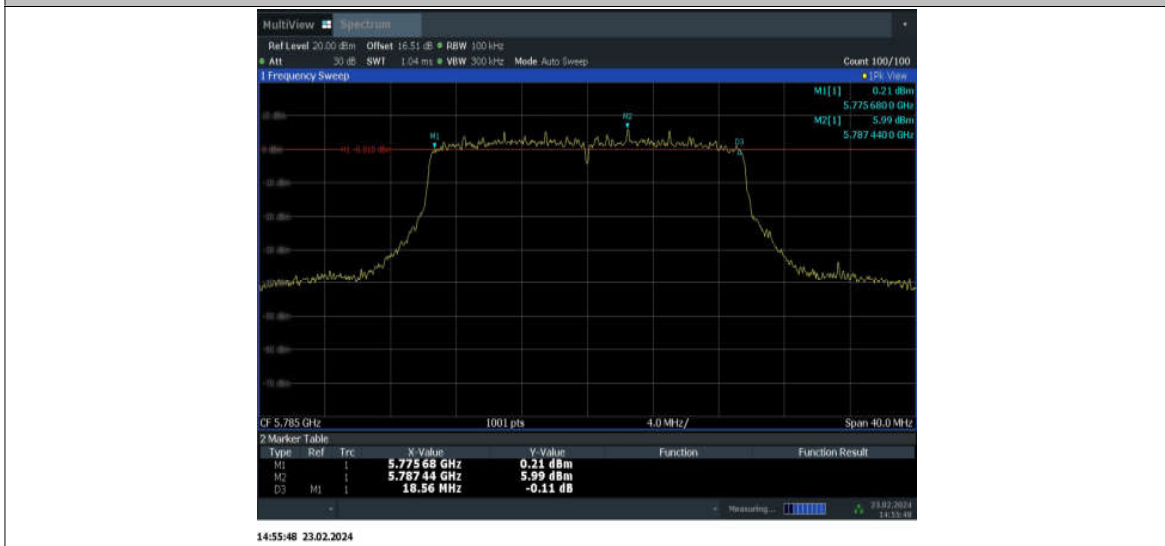 MultiView Spectrum
Ref Level 20.00 dBm Offset 16.51 dB RBW 100 kHz
Att 30 dB SWT 1.04 ms VBW 300 kHz Mode Auto Sweep Count 100/100
1 Frequency Sweep 1Pk View
M1[1] 0.21 dBm
5.775 680 0 GHz
M2[1] 5.99 dBm
5.787 440 0 GHz
M2
M1
D3
CF 5.785 GHz 1001 pts 4.0 MHz/ Span 40.0 MHz
2 Marker Table
Type Ref Trc X-Value Y-Value Function Function Result
M1 1 5.775 68 GHz 0.21 dBm
M2 1 5.787 44 GHz 5.99 dBm
D3 M1 1 18.56 MHz -0.11 dB
Measuring... 23.02.2024
14:55:48
14:55:48 23.02.2024